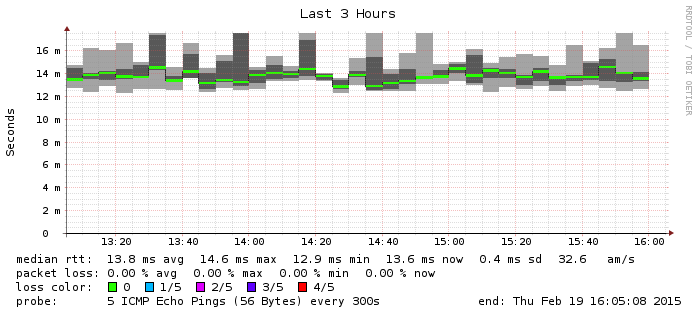 Last 3 Hours
RRDTOOL / TOBI OETIKER
Seconds
16 m
14 m
12 m
10 m
8 m
6 m
4 m
2 m
0
13:20 13:40 14:00 14:20 14:40 15:00 15:20 15:40 16:00
median rtt: 13.8 ms avg 14.6 ms max 12.9 ms min 13.6 ms now 0.4 ms sd 32.6 am/s
packet loss: 0.00 % avg 0.00 % max 0.00 % min 0.00 % now
loss color: 0 1/5 2/5 3/5 4/5
probe: 5 ICMP Echo Pings (56 Bytes) every 300s end: Thu Feb 19 16:05:08 2015